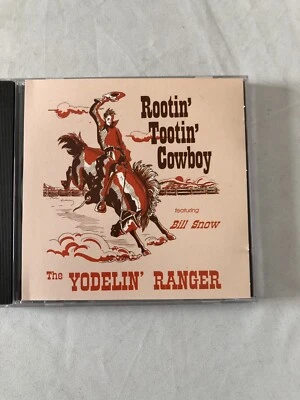 Rootin'
Tootin'
Cowboy
featuring
Bill Snow
The YODELIN' RANGER